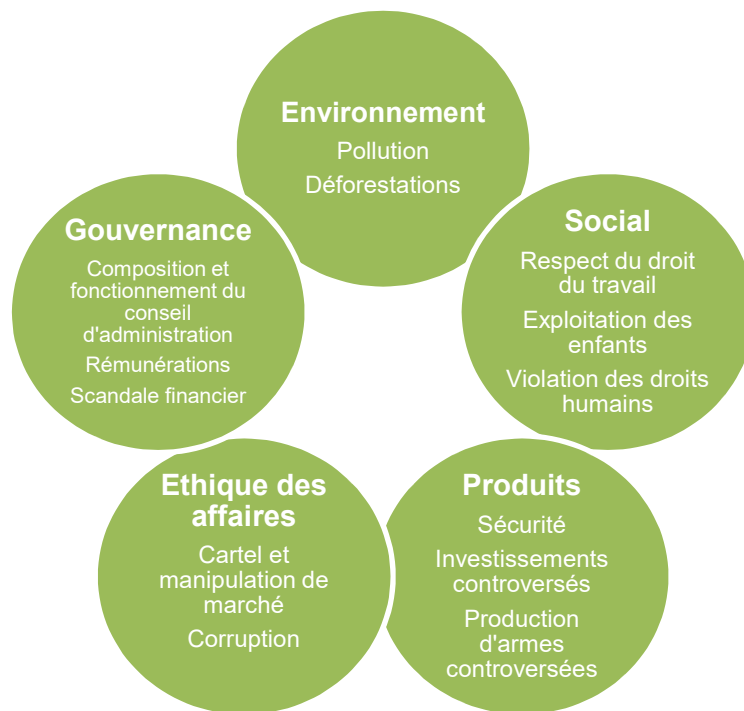 Environnement
Pollution
Déforestations
Social
Respect du droit
du travail
Exploitation des
enfants
Violation des droits
humains
Produits
Sécurité
Investissements
controversés
Production
d'armes
controversées
Ethique des
affaires
Cartel et
manipulation de
marché
Corruption
Gouvernance
Composition et
fonctionnement du
conseil
d'administration
Rémunérations
Scandale financier